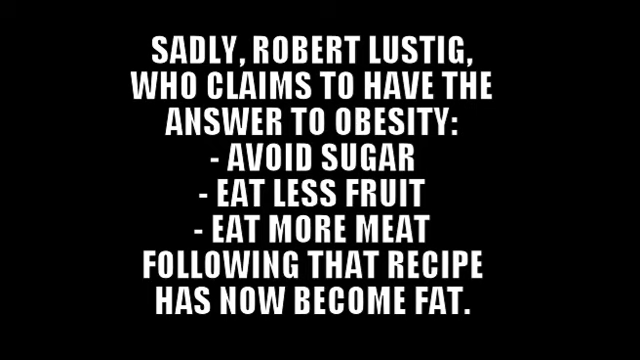 SADLY, ROBERT LUSTIG,
WHO CLAIMS TO HAVE THE
ANSWER TO OBESITY:
- AVOID SUGAR
- EAT LESS FRUIT
- EAT MORE MEAT
FOLLOWING THAT RECIPE
HAS NOW BECOME FAT.